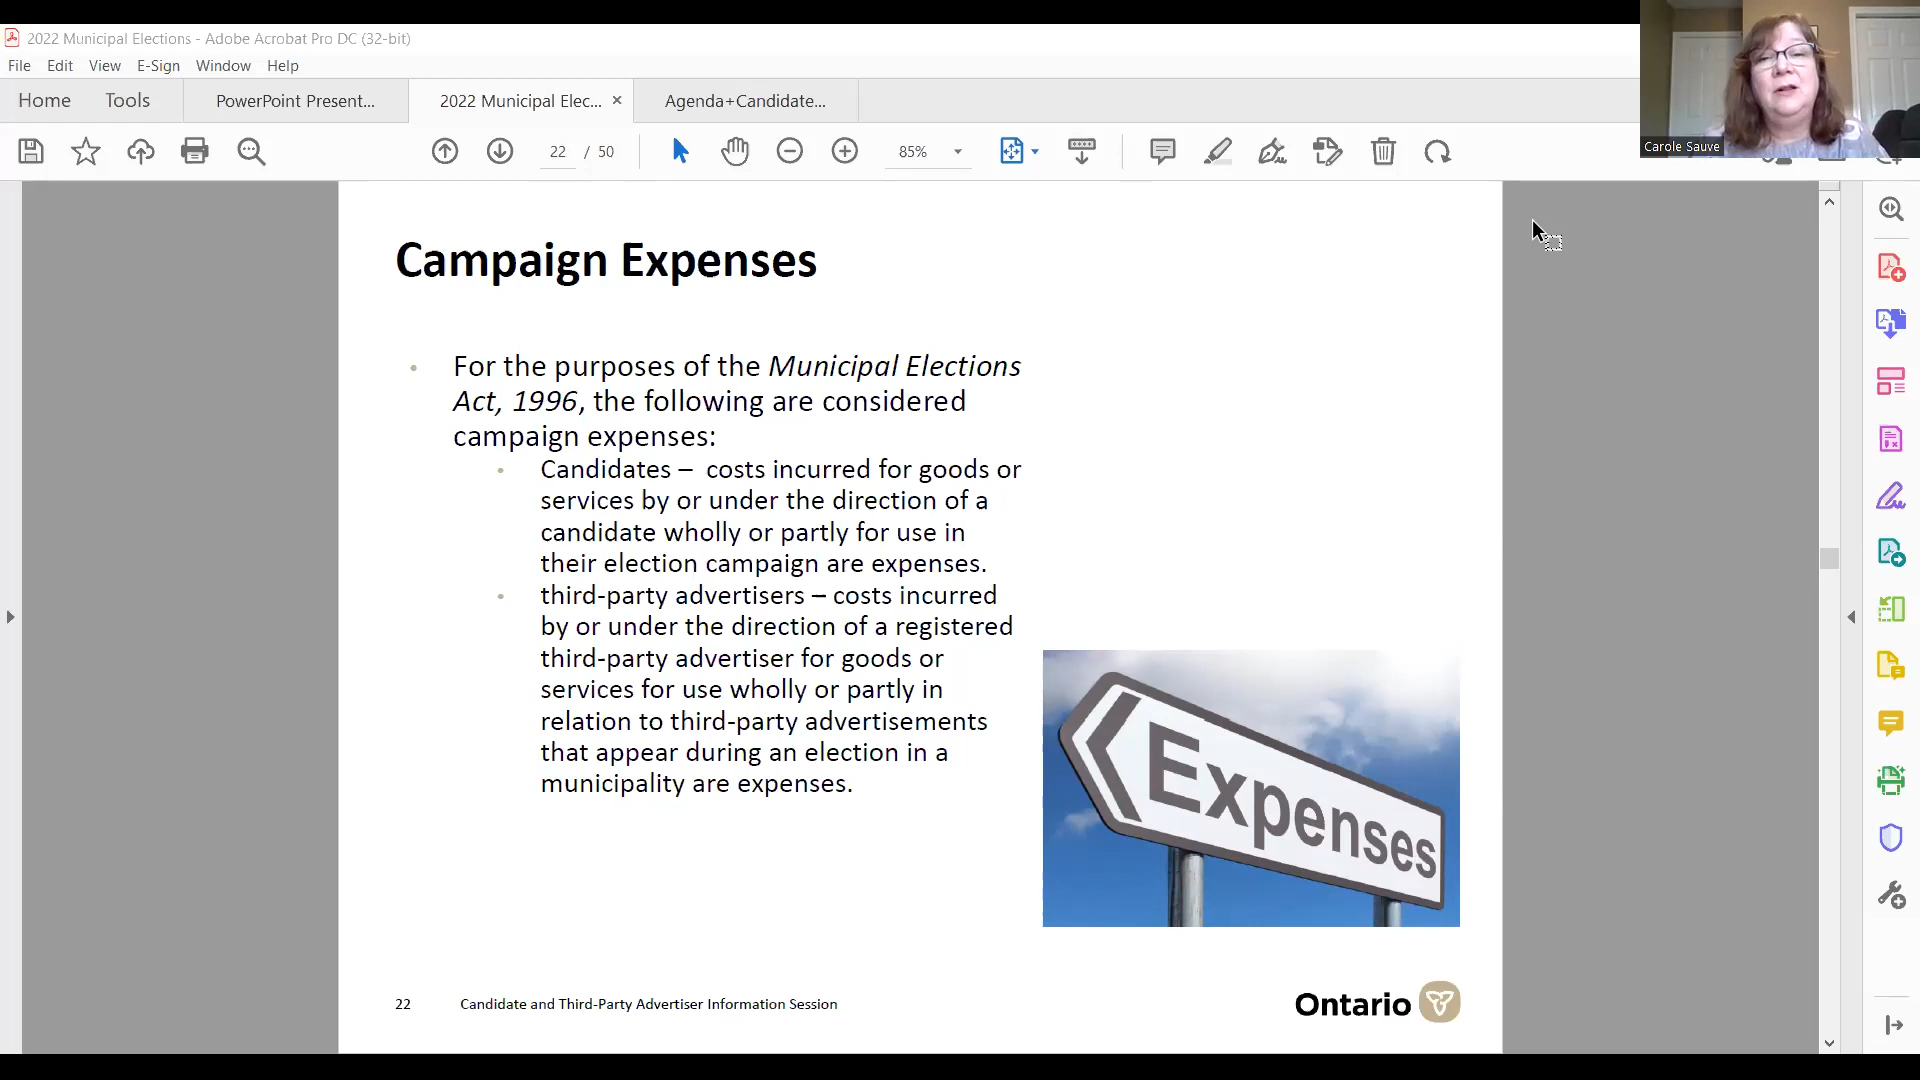 2022 Municipal Elections - Adobe Acrobat Pro DC (32-bit)
File Edit View E-Sign Window Help
Home Tools PowerPoint Present... 2022 Municipal Elec... × Agenda+Candidate...
22 / 50 85%
Carole Sauve
Campaign Expenses
• For the purposes of the Municipal Elections
Act, 1996, the following are considered
campaign expenses:
• Candidates – costs incurred for goods or
services by or under the direction of a
candidate wholly or partly for use in
their election campaign are expenses.
• third-party advertisers – costs incurred
by or under the direction of a registered
third-party advertiser for goods or
services for use wholly or partly in
relation to third-party advertisements
that appear during an election in a
municipality are expenses.
Expenses
22 Candidate and Third-Party Advertiser Information Session
Ontario